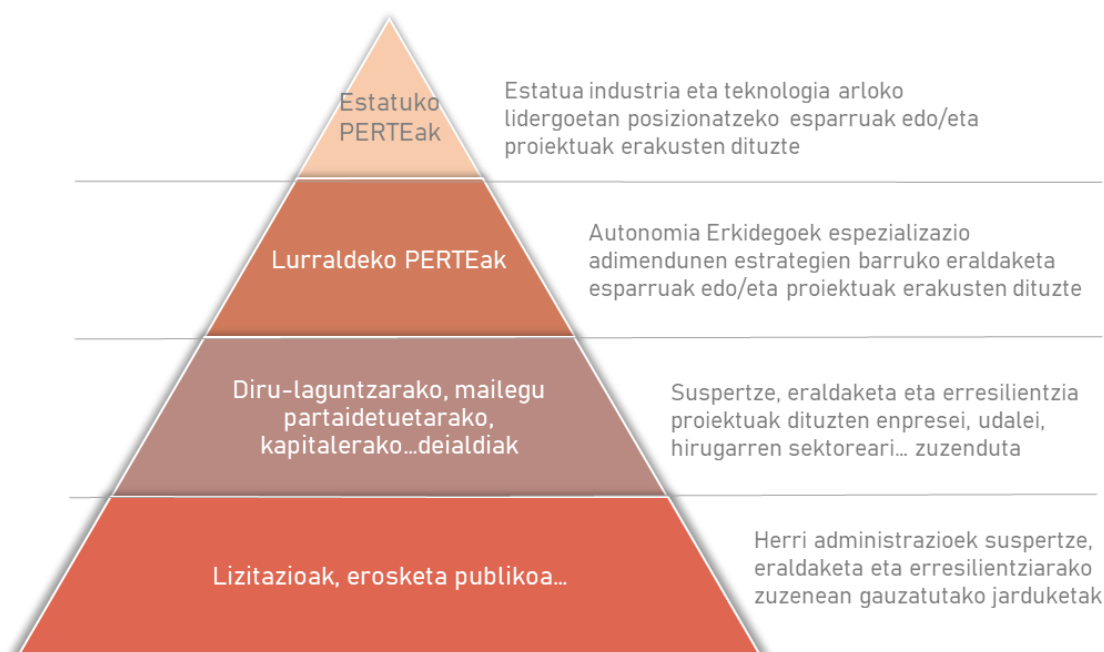 Estatuko
PERTEak
Estatua industria eta teknologia arloko
lidergoetan posizionatzeko esparruak edo/eta
proiektuak erakusten dituzte
Lurraldeko PERTEak
Autonomia Erkidegoek espezializazio
adimendunen estrategien barruko eraldaketa
esparruak edo/eta proiektuak erakusten dituzte
Diru-laguntzarako, mailegu
partaidetuetarako,
kapitalerako...deialdiak
Suspertze, eraldaketa eta erresilientzia
proiektuak dituzten enpresei, udalei,
hirugarren sektoreari... zuzenduta
Lizitazioak, erosketa publikoa...
Herri administrazioek suspertze,
eraldaketa eta erresilientziarako
zuzenean gauzatutako jarduketak